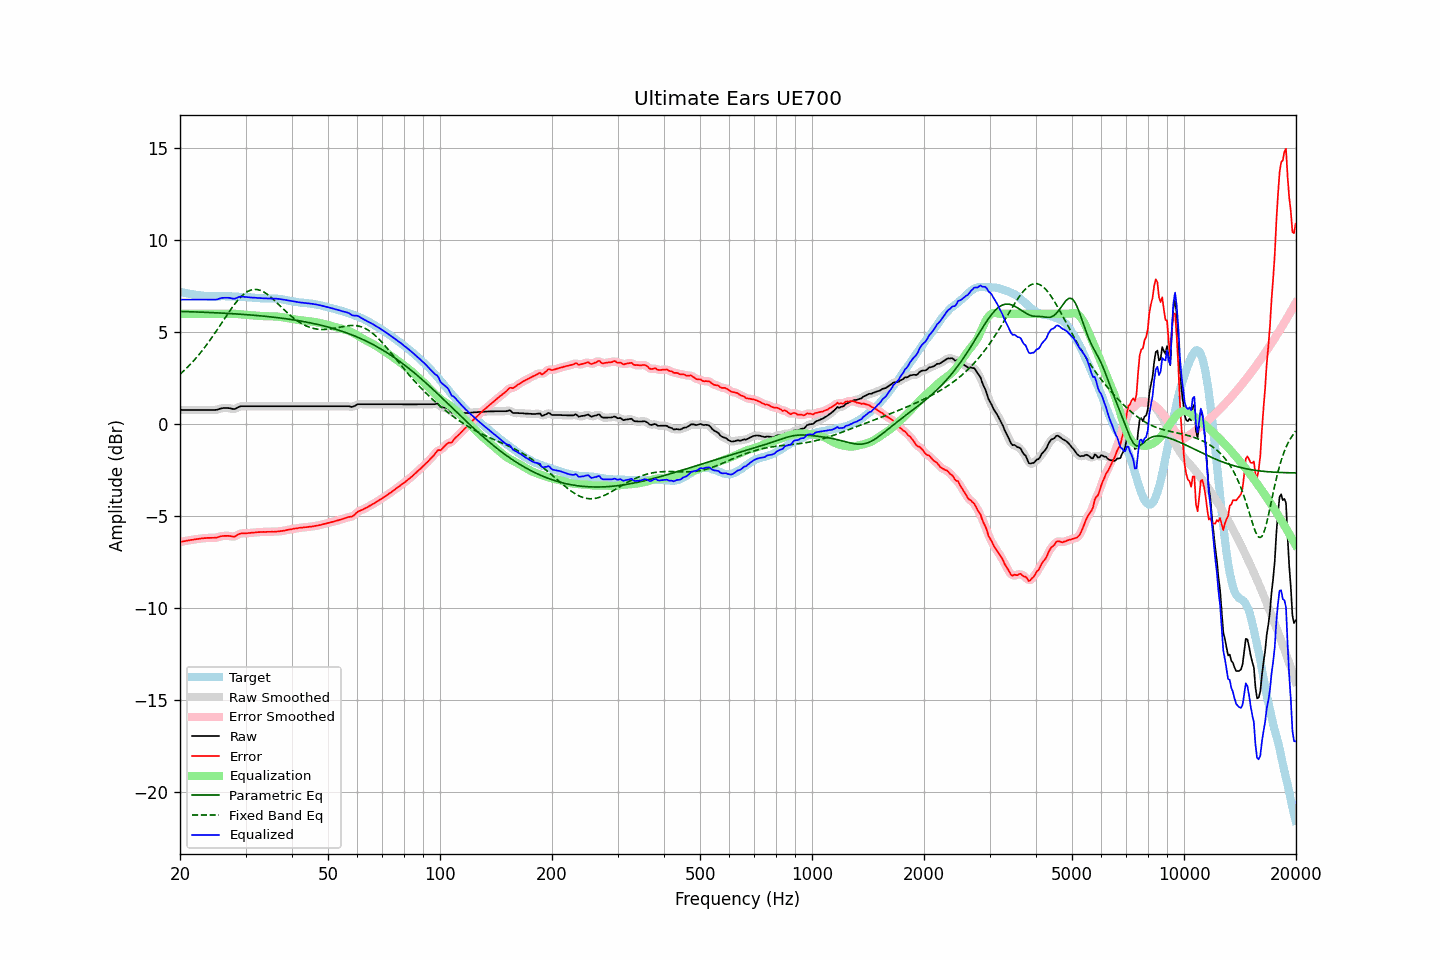 Ultimate Ears UE700
Amplitude (dBr)
15
10
5
0
−5
−10
−15
−20
Target
Raw Smoothed
Error Smoothed
Raw
Error
Equalization
Parametric Eq
Fixed Band Eq
Equalized
20 50 100 200 500 1000 2000 5000 10000 20000
Frequency (Hz)